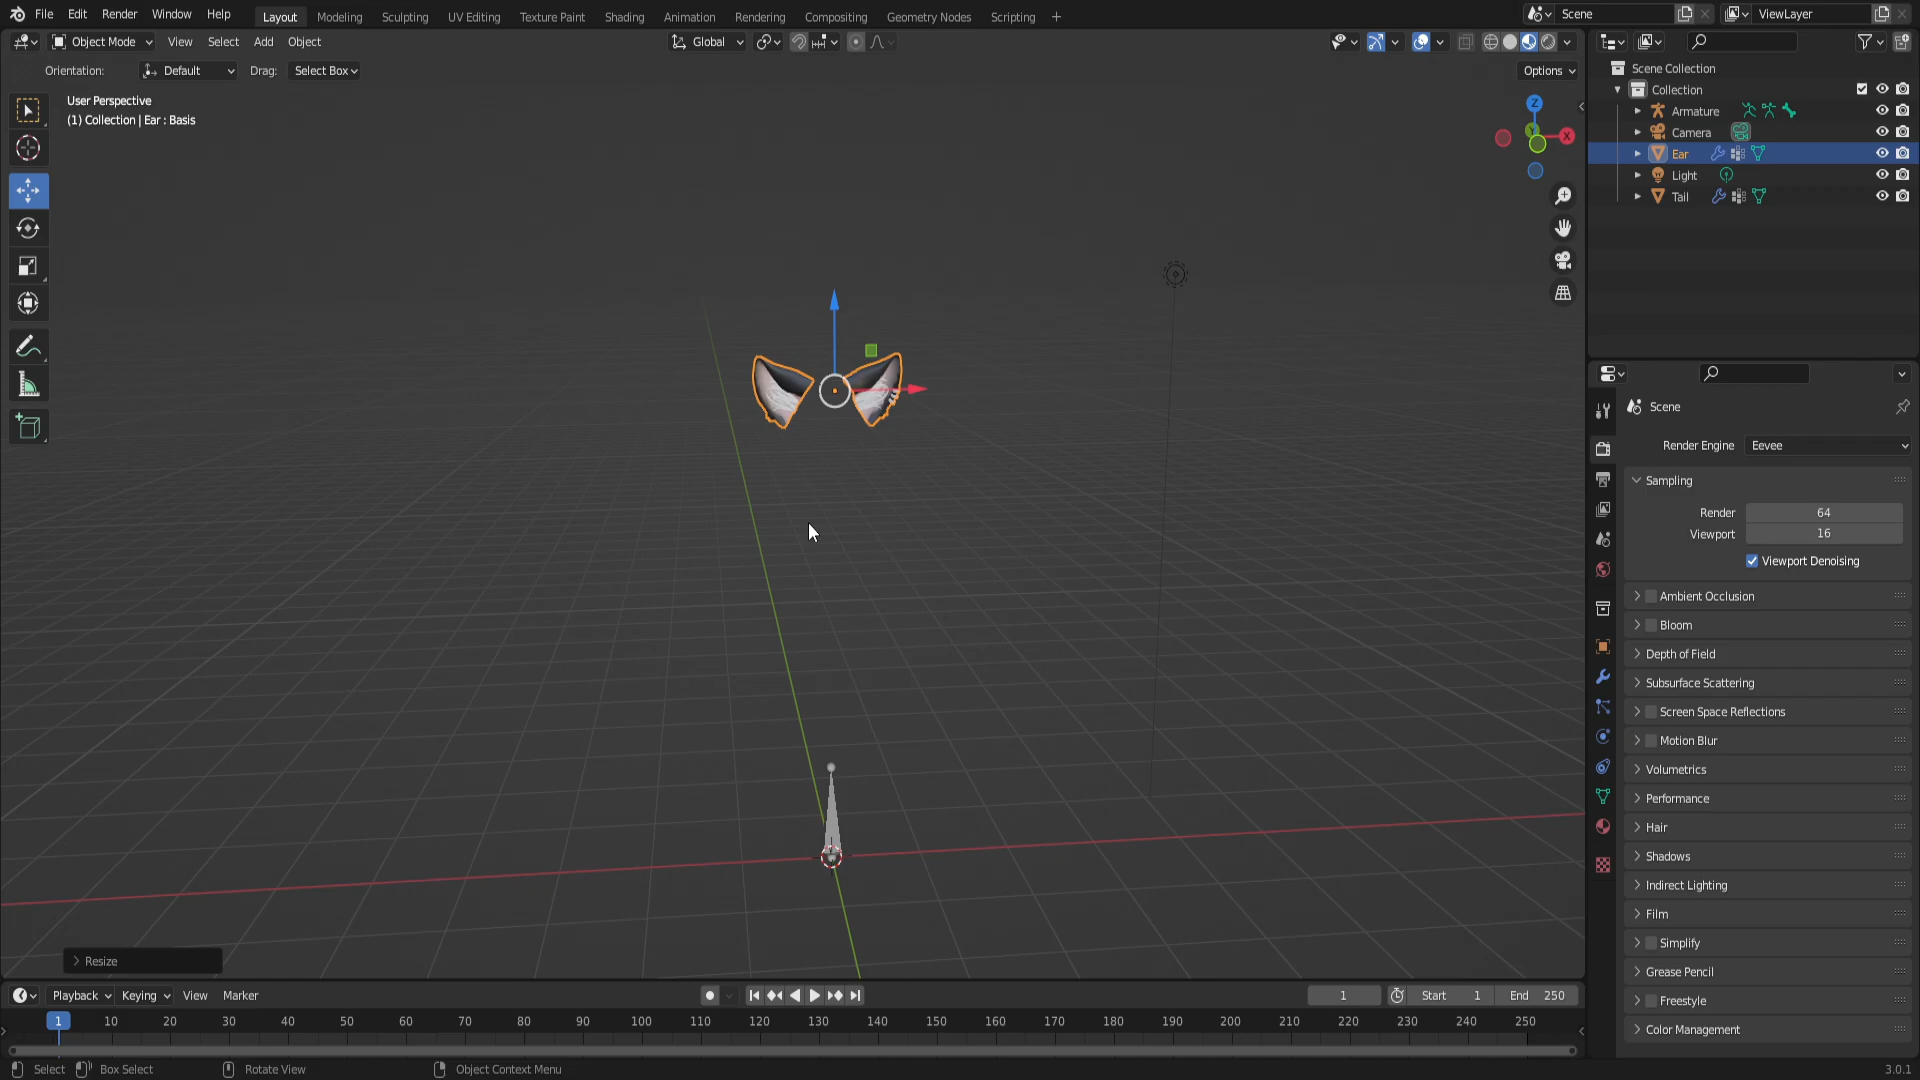 File Edit Render Window Help Layout Modeling Sculpting UV Editing Texture Paint Shading Animation Rendering Compositing Geometry Nodes Scripting + Scene ViewLayer
Object Mode View Select Add Object Global
Orientation: Default Drag: Select Box Options
User Perspective
(1) Collection | Ear : Basis
Z
Y
X
Resize
Scene Collection
Collection
Armature
Camera
Ear
Light
Tail
Scene
Render Engine Eevee
Sampling
Render 64
Viewport 16
Viewport Denoising
Ambient Occlusion
Bloom
Depth of Field
Subsurface Scattering
Screen Space Reflections
Motion Blur
Volumetrics
Performance
Hair
Shadows
Indirect Lighting
Film
Simplify
Grease Pencil
Freestyle
Color Management
Playback Keying View Marker 1 Start 1 End 250
1 10 20 30 40 50 60 70 80 90 100 110 120 130 140 150 160 170 180 190 200 210 220 230 240 250
Select Box Select Rotate View Object Context Menu 3.0.1